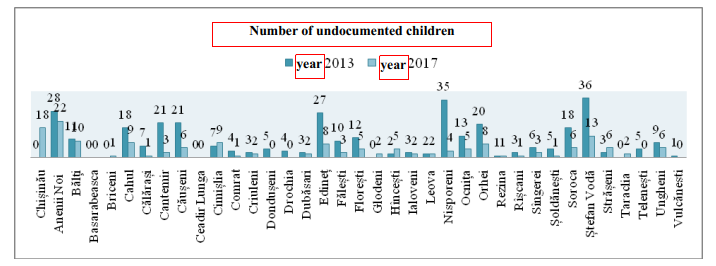 Number of undocumented children
year 2013 year 2017
0 18 28 22 11 10 0 0 0 1 18 9 7 1 21 3 21 6 0 0 7 9 4 1 3 2 5 0 4 0 3 2 27 8 10 3 12 5 0 2 2 5 3 2 2 2 35 4 13 5 20 8 1 1 3 1 6 3 5 1 18 6 36 13 3 6 0 2 5 0 9 6 1 0
Chișinău
Anenii Noi
Bălți
Basarabeasca
Briceni
Cahul
Călărași
Cantemir
Căușeni
Ceadir Lunga
Cimișlia
Comrat
Criuleni
Dondușeni
Drochia
Dubăsari
Edineț
Fălești
Florești
Glodeni
Hîncești
Ialoveni
Leova
Nisporeni
Ocnița
Orhei
Rezina
Rîșcani
Sîngerei
Șoldănești
Soroca
Ștefan Vodă
Strășeni
Taraclia
Telenești
Ungheni
Vulcănești